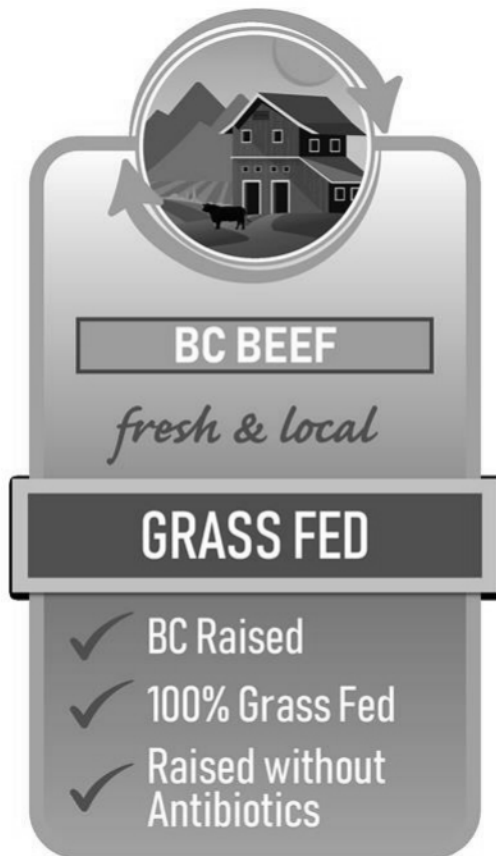 BC BEEF
fresh & local
GRASS FED
BC Raised
100% Grass Fed
Raised without
Antibiotics